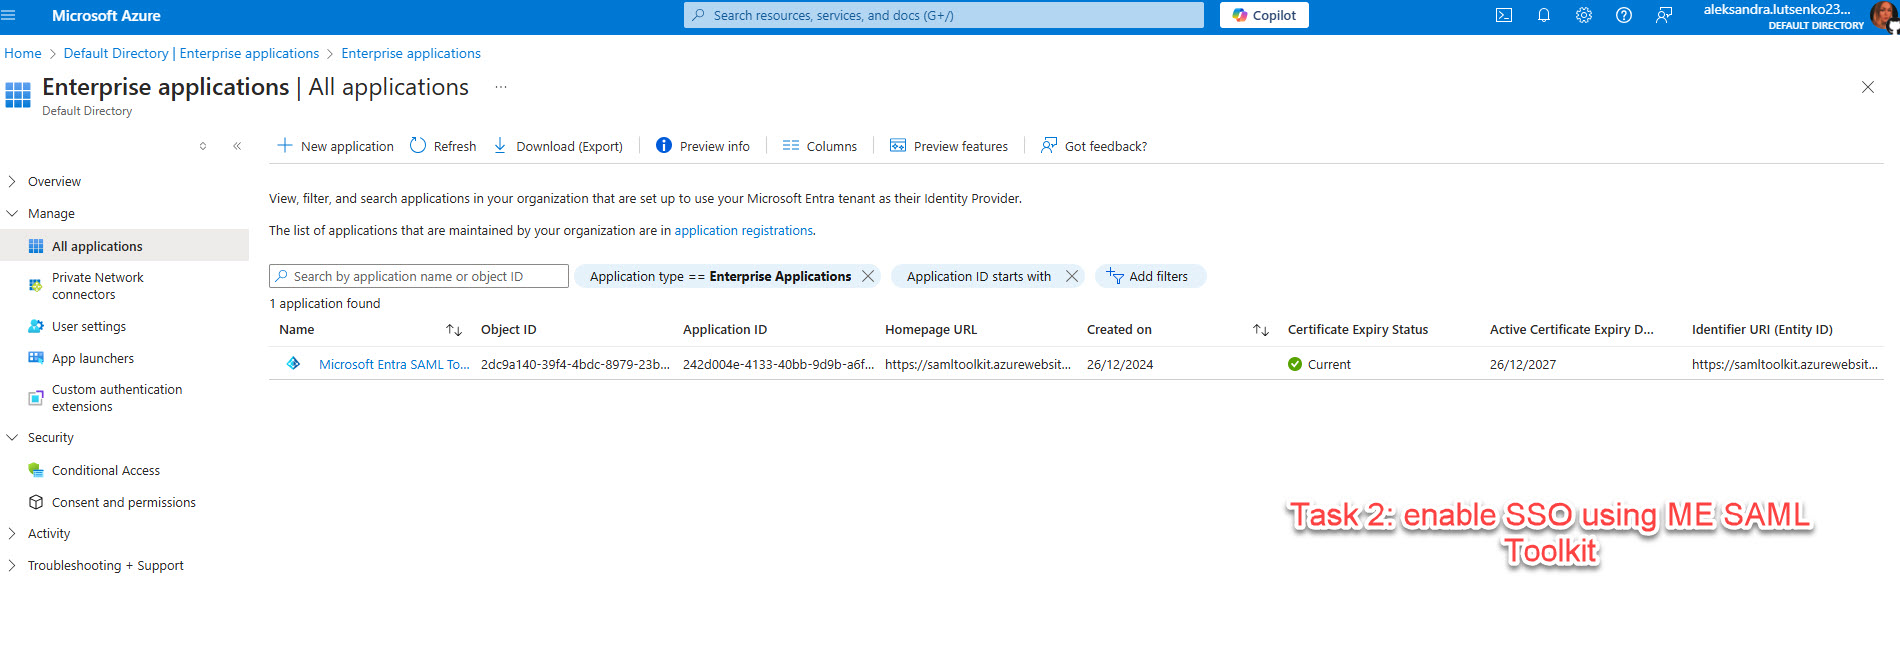 Microsoft Azure
Search resources, services, and docs (G+/)
Copilot
aleksandra.lutsenko23...
DEFAULT DIRECTORY
Home > Default Directory | Enterprise applications > Enterprise applications
Enterprise applications | All applications ...
Default Directory
New application Refresh Download (Export) Preview info Columns Preview features Got feedback?
Overview
Manage
All applications
Private Network
connectors
User settings
App launchers
Custom authentication
extensions
Security
Conditional Access
Consent and permissions
Activity
Troubleshooting + Support
View, filter, and search applications in your organization that are set up to use your Microsoft Entra tenant as their Identity Provider.
The list of applications that are maintained by your organization are in application registrations.
Search by application name or object ID
Application type == Enterprise Applications
Application ID starts with
Add filters
1 application found
Name Object ID Application ID Homepage URL Created on Certificate Expiry Status Active Certificate Expiry D... Identifier URI (Entity ID)
Microsoft Entra SAML To... 2dc9a140-39f4-4bdc-8979-23b... 242d004e-4133-40bb-9d9b-a6f... https://samltoolkit.azurewebsit... 26/12/2024 Current 26/12/2027 https://samltoolkit.azurewebsit...
Task 2: enable SSO using ME SAML
Toolkit